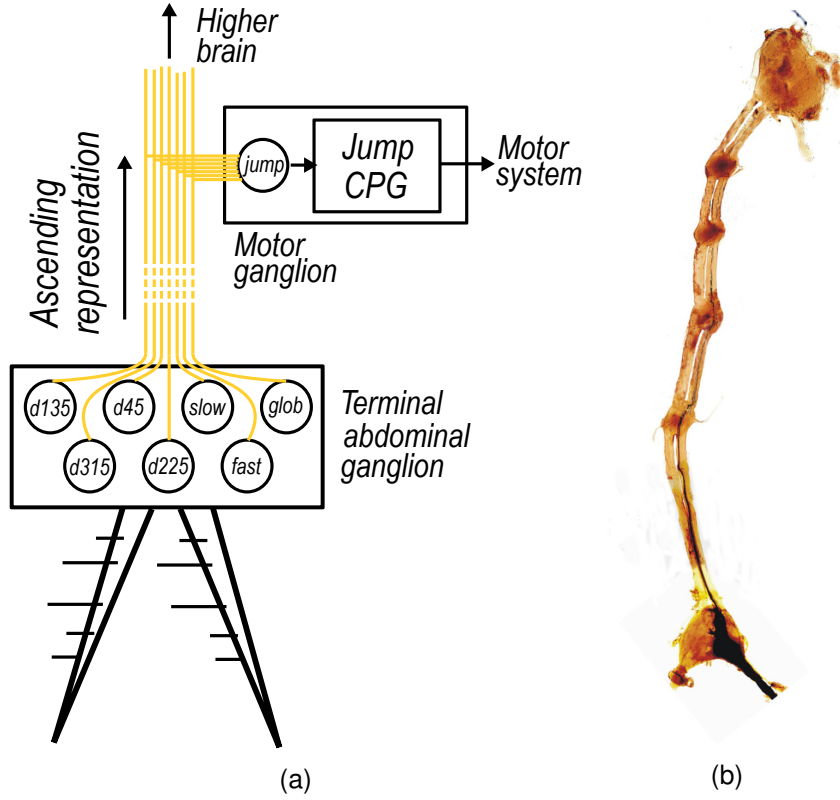 Higher
brain
jump
Jump
CPG
Motor
system
Motor
ganglion
Ascending
representation
d135
d45
slow
glob
d315
d225
fast
Terminal
abdominal
ganglion
(a)
(b)